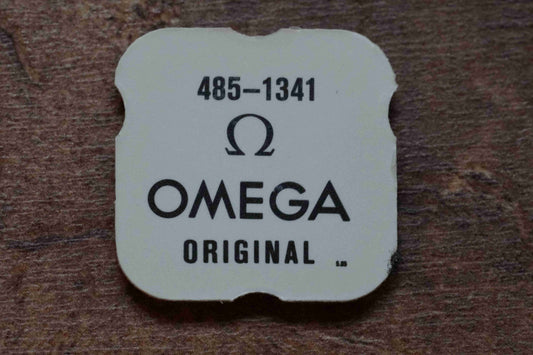 485-1341
Ω
OMEGA
ORIGINAL